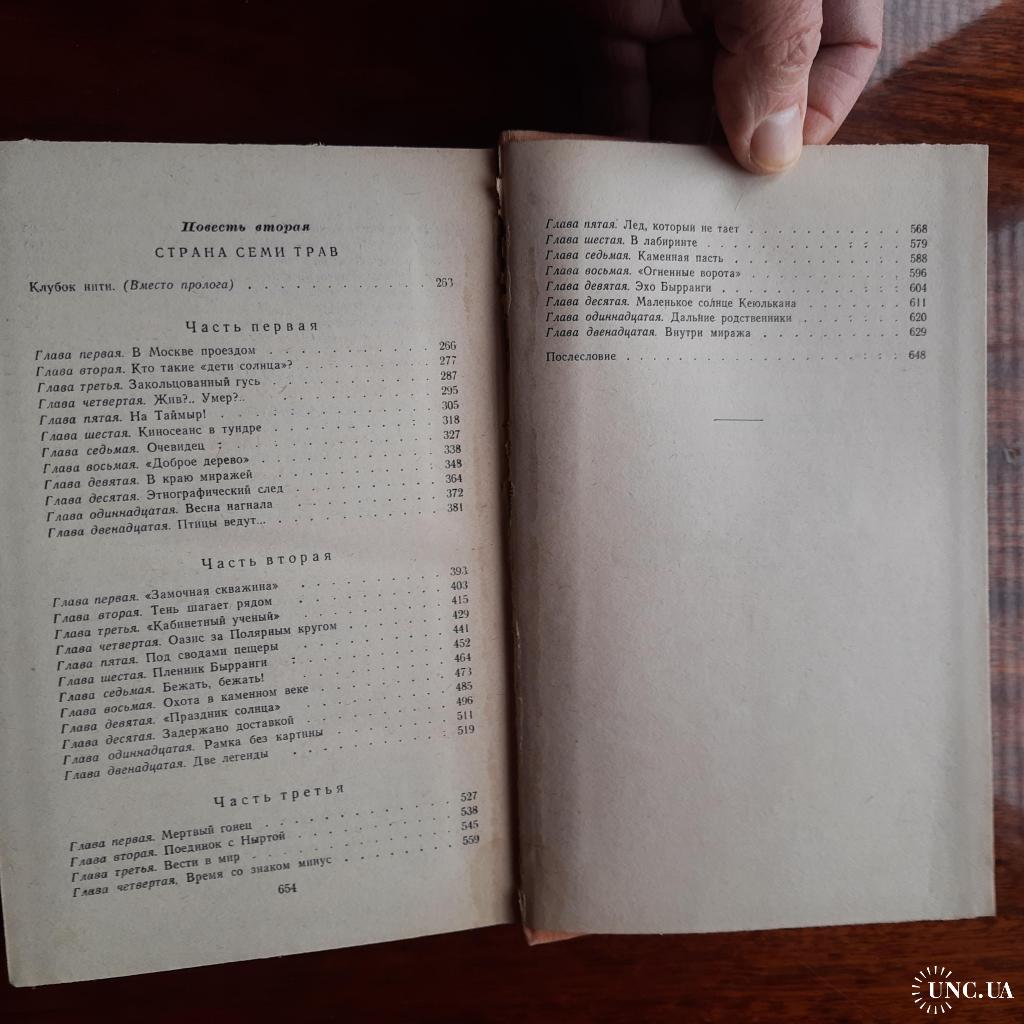 Повесть вторая
СТРАНА СЕМИ ТРАВ
Клубок нити. (Вместо пролога) . . . . . . . . . . 263
Часть первая
Глава первая. В Москве проездом . . . . . . . . . 266
Глава вторая. Кто такие «дети солнца»? . . . . . . . . 277
Глава третья. Закольцованный гусь . . . . . . . . . 287
Глава четвертая. Жив?.. Умер?.. . . . . . . . . . 295
Глава пятая. На Таймыр! . . . . . . . . . . . 305
Глава шестая. Киносеанс в тундре . . . . . . . . . 318
Глава седьмая. Очевидец . . . . . . . . . . . 327
Глава восьмая. «Доброе дерево» . . . . . . . . . 338
Глава девятая. В краю миражей . . . . . . . . . 348
Глава десятая. Этнографический след . . . . . . . . 364
Глава одиннадцатая. Весна нагнала . . . . . . . . 372
Глава двенадцатая. Птицы ведут... . . . . . . . . . 381
Часть вторая
Глава первая. «Замочная скважина» . . . . . . . . 393
Глава вторая. Тень шагает рядом . . . . . . . . . 403
Глава третья. «Кабинетный ученый» . . . . . . . . 415
Глава четвертая. Оазис за Полярным кругом . . . . . . 429
Глава пятая. Под сводами пещеры . . . . . . . . . 441
Глава шестая. Пленник Бырранги . . . . . . . . . 452
Глава седьмая. Бежать, бежать! . . . . . . . . . 464
Глава восьмая. Охота в каменном веке . . . . . . . 473
Глава девятая. «Праздник солнца» . . . . . . . . . 485
Глава десятая. Задержано доставкой . . . . . . . . 496
Глава одиннадцатая. Рамка без картины . . . . . . . 511
Глава двенадцатая. Две легенды . . . . . . . . . 519
Часть третья
Глава первая. Мертвый гонец . . . . . . . . . . 527
Глава вторая. Поединок с Ныртой . . . . . . . . . 538
Глава третья. Вести в мир . . . . . . . . . . 545
Глава четвертая. Время со знаком минус . . . . . . . 559
654
Глава пятая. Лед, который не тает . . . . . . . . . 568
Глава шестая. В лабиринте . . . . . . . . . . . 579
Глава седьмая. Каменная пасть . . . . . . . . . . 588
Глава восьмая. «Огненные ворота» . . . . . . . . . 596
Глава девятая. Эхо Бырранги . . . . . . . . . . 604
Глава десятая. Маленькое солнце Кеюлькана . . . . . . 611
Глава одиннадцатая. Дальние родственники . . . . . . 620
Глава двенадцатая. Внутри миража . . . . . . . . . 629
Послесловие . . . . . . . . . . . . . . . 648
UNC.UA